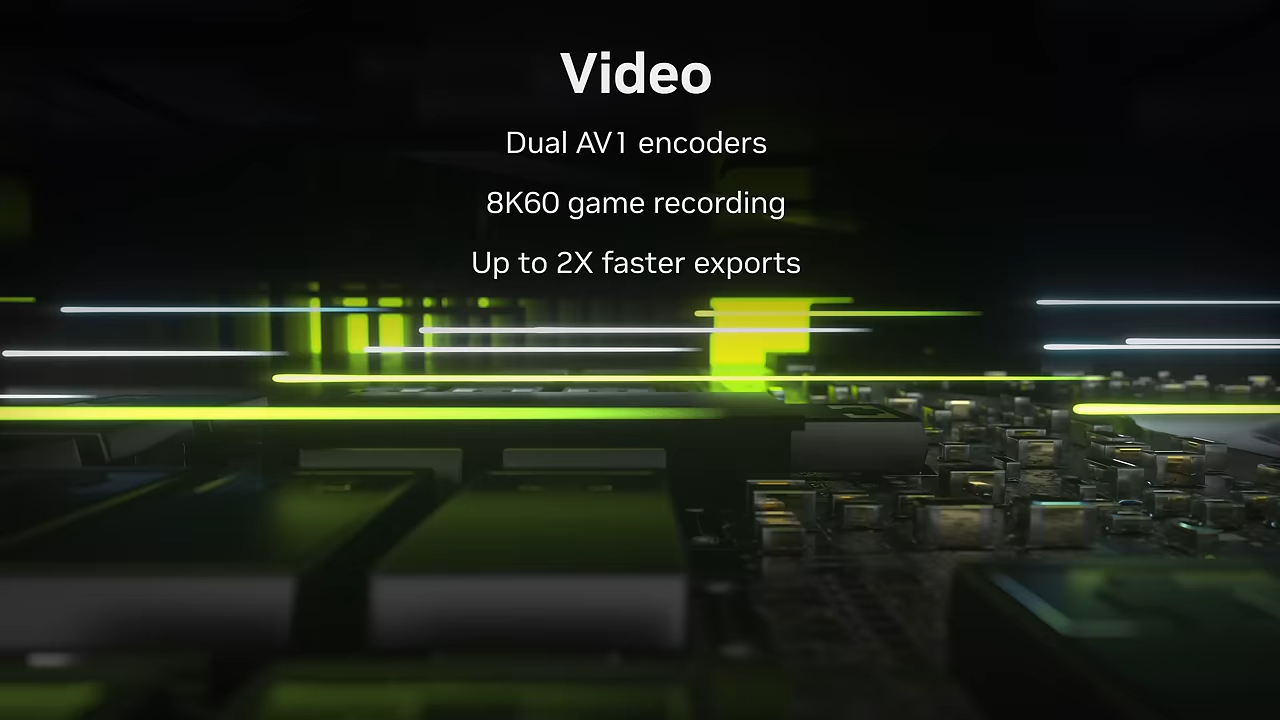 Video
Dual AV1 encoders
8K60 game recording
Up to 2X faster exports